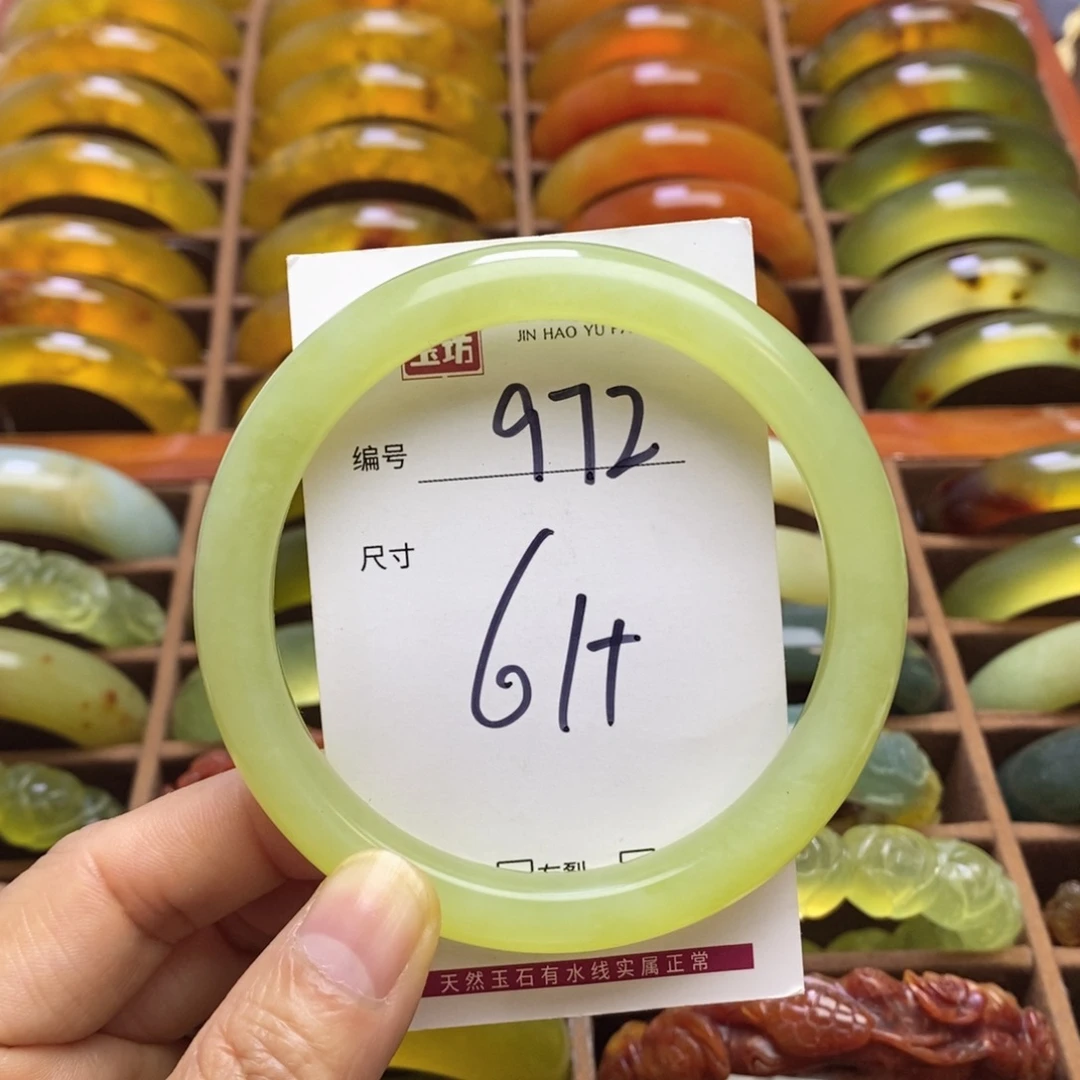 玉坊
JIN HAO YU
编号 972
尺寸
61+
天然玉石有水线实属正常